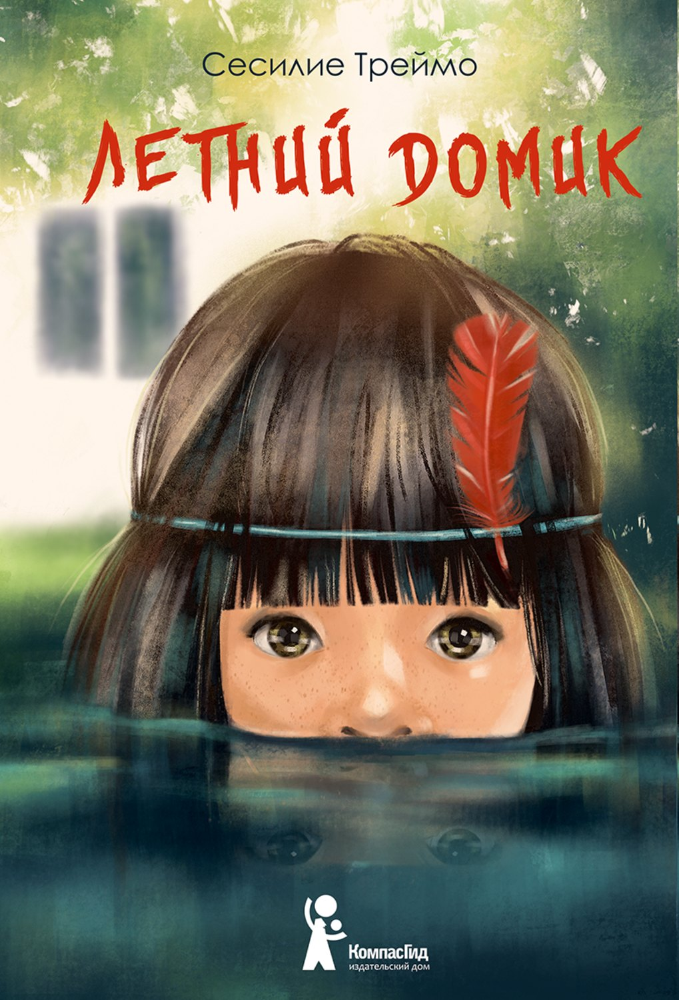 Сесилие Треймо
ЛЕТНИЙ ДОМИК
КомпасГид
издательский дом